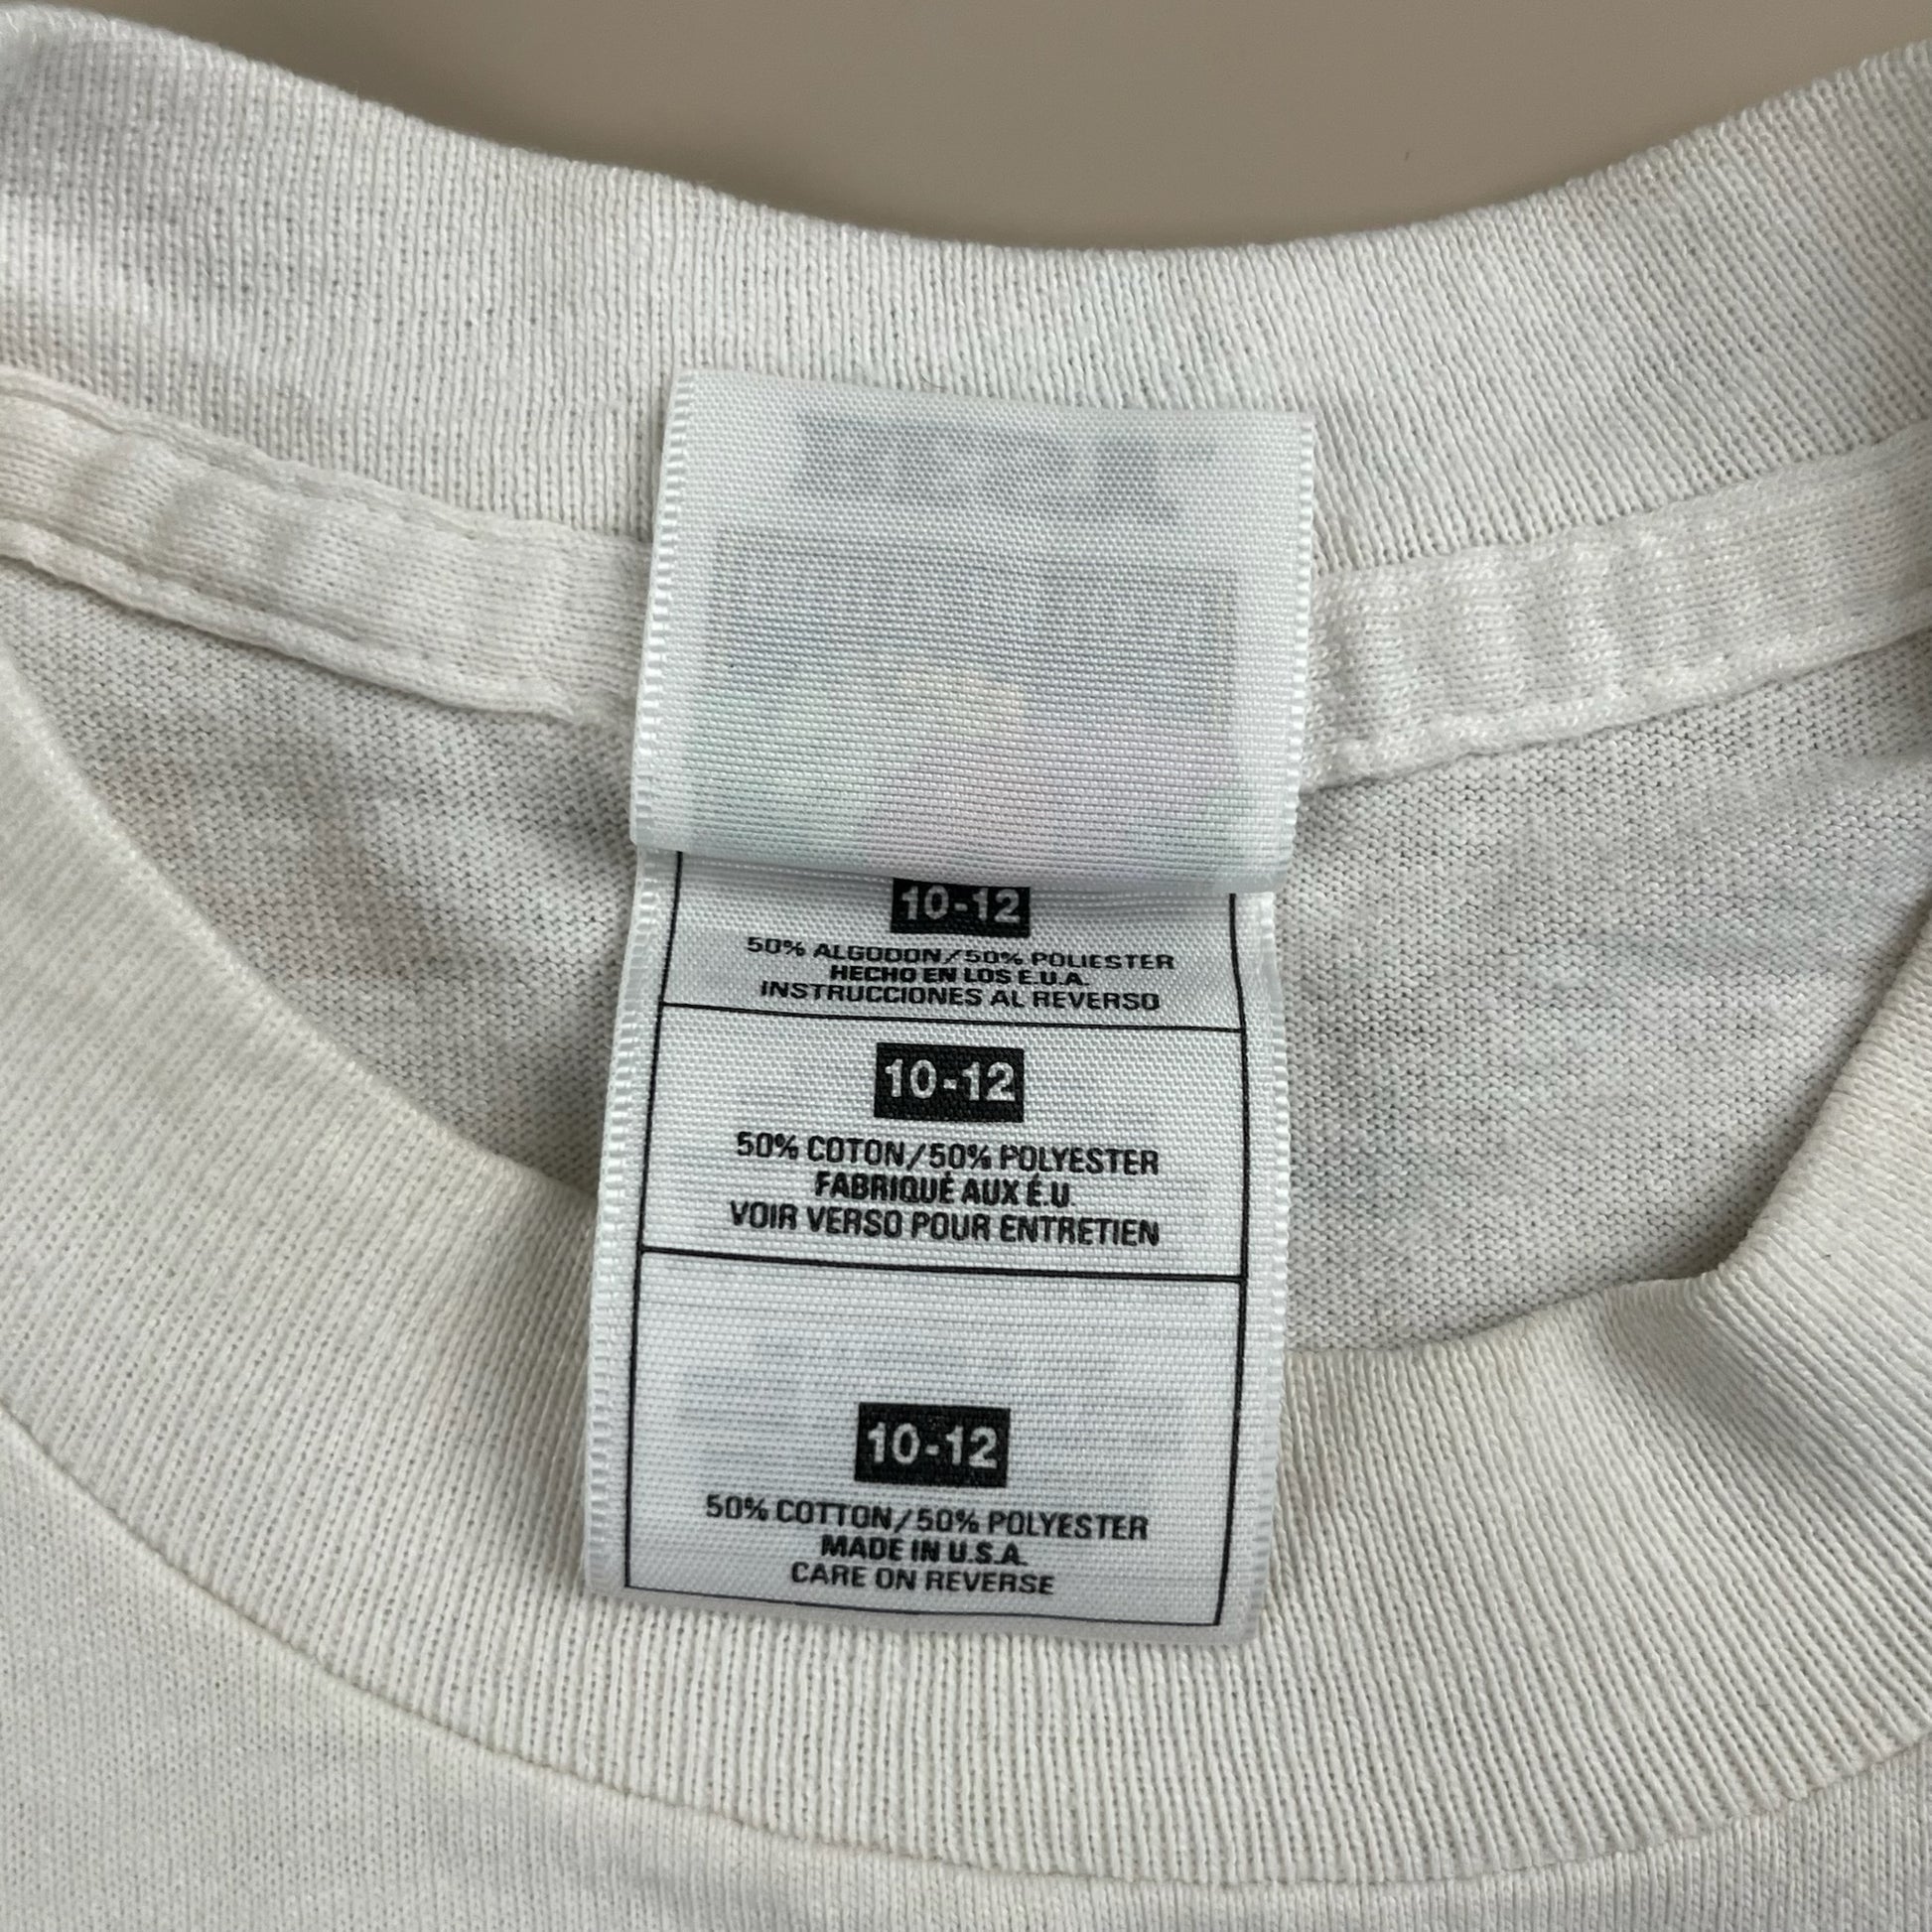 10-12
50% ALGODON/50% POLIESTER
HECHO EN LOS E.U.A.
INSTRUCCIONES AL REVERSO
10-12
50% COTON/50% POLYESTER
FABRIQUÉ AUX É.U.
VOIR VERSO POUR ENTRETIEN
10-12
50% COTTON/50% POLYESTER
MADE IN U.S.A.
CARE ON REVERSE